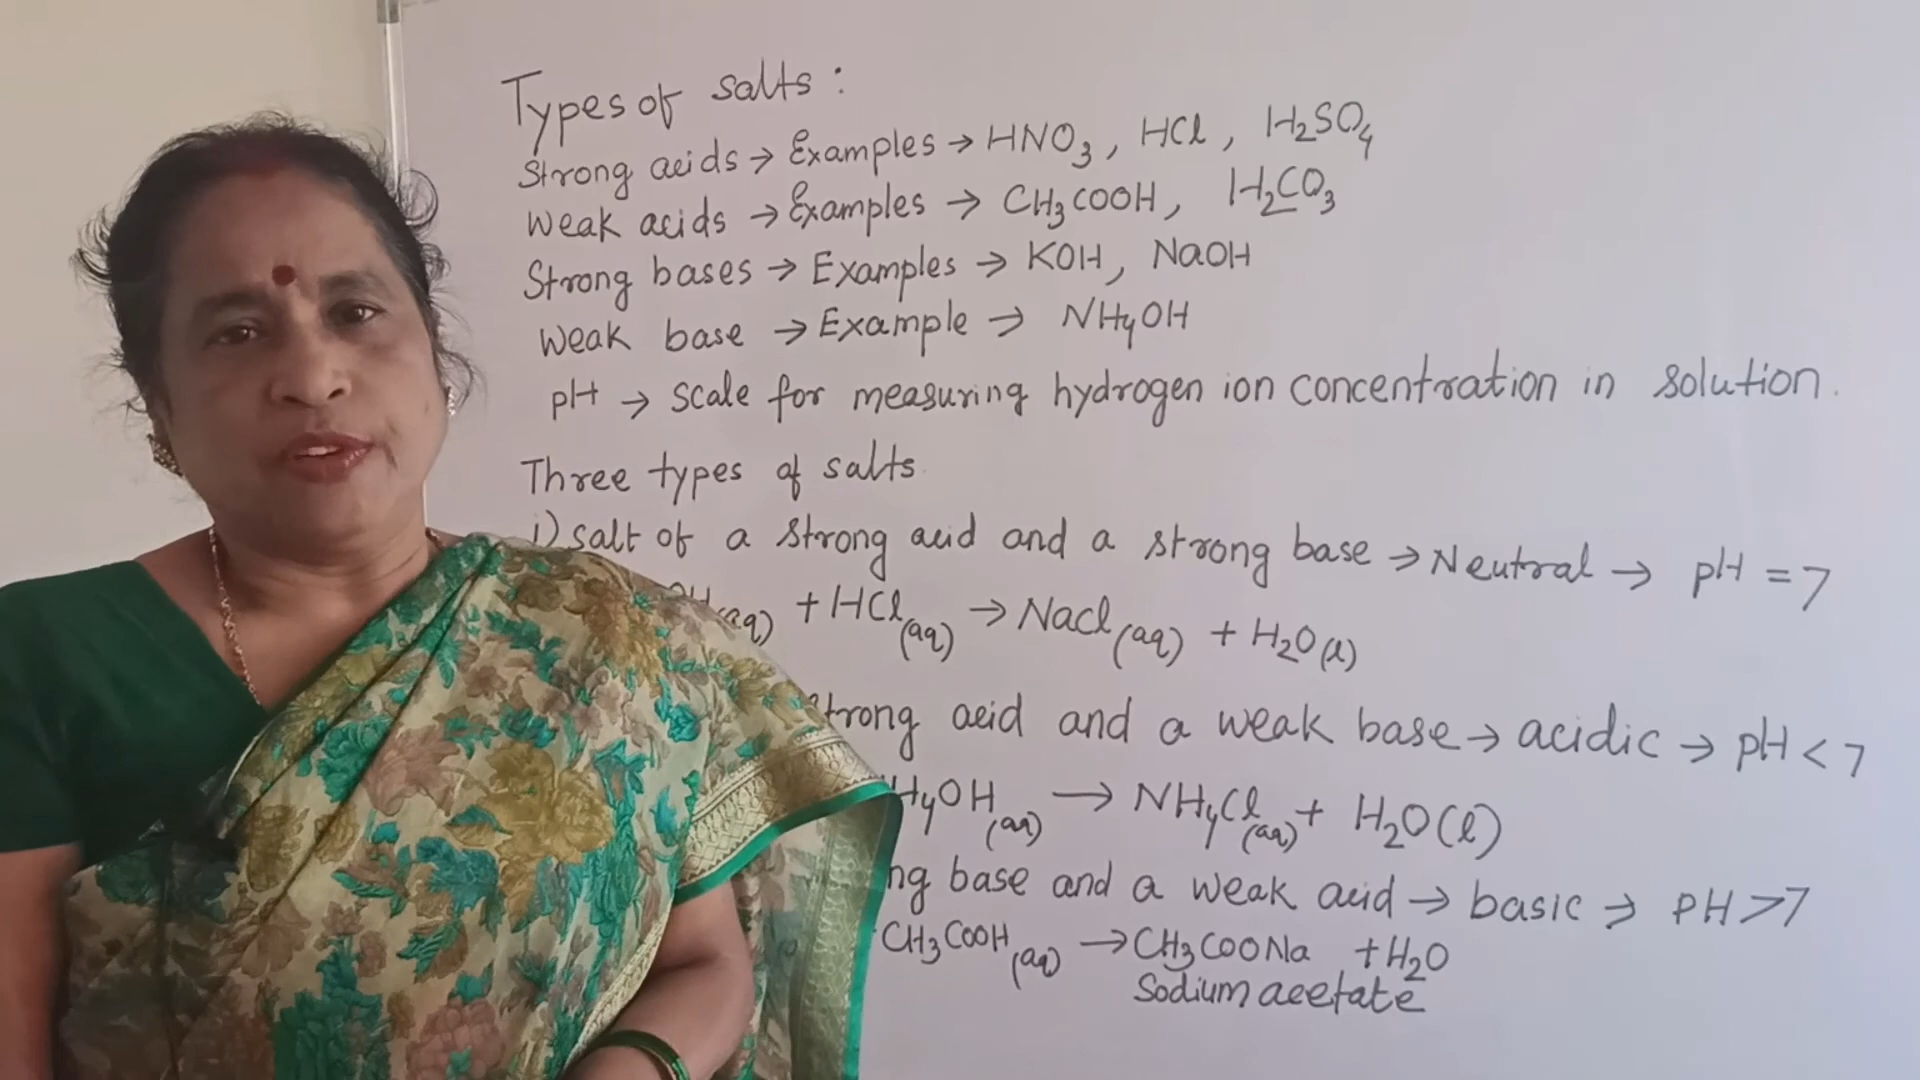 Types of salts :
Strong acids → Examples → HNO₃, HCl, H₂SO₄
Weak acids → Examples → CH₃COOH, H₂CO₃
Strong bases → Examples → KOH, NaOH
Weak base → Example → NH₄OH
pH → scale for measuring hydrogen ion concentration in solution.
Three types of salts
i) salt of a strong acid and a strong base → Neutral → pH = 7
(aq) + HCl(aq) → Nacl(aq) + H₂O(l)
acid and a weak base → acidic → pH < 7
OH(aq) → NH₄Cl(aq) + H₂O(l)
base and a weak acid → basic → PH > 7
CH₃COOH(aq) → CH₃COONa + H₂O
Sodium acetate